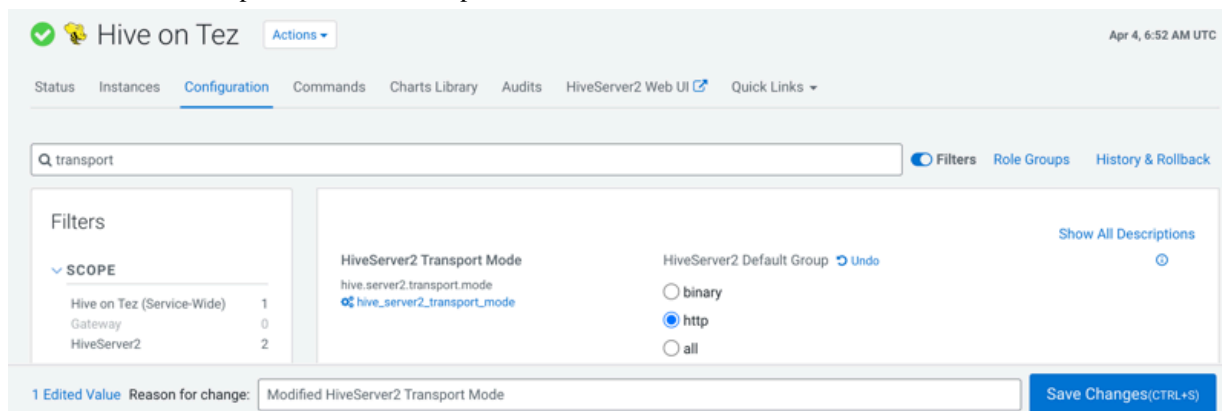 Hive on Tez Actions Apr 4, 6:52 AM UTC
Status Instances Configuration Commands Charts Library Audits HiveServer2 Web UI Quick Links
transport Filters Role Groups History & Rollback
Filters
Show All Descriptions
SCOPE
Hive on Tez (Service-Wide) 1
Gateway 0
HiveServer2 2
HiveServer2 Transport Mode
hive.server2.transport.mode
hive_server2_transport_mode
HiveServer2 Default Group Undo
binary
http
all
1 Edited Value Reason for change: Modified HiveServer2 Transport Mode Save Changes(CTRL+S)